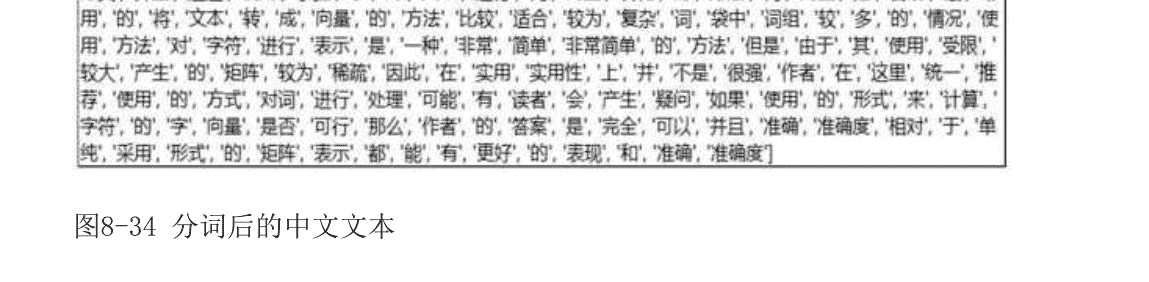 用', '的', '将', '文本', '转', '成', '向量', '的', '方法', '比较', '适合', '较为', '复杂', '词', '袋中', '词组', '较', '多', '的', '情况', '使
用', '方法', '对', '字符', '进行', '表示', '是', '一种', '非常', '简单', '非常简单', '的', '方法', '但是', '由于', '其', '使用', '受限', '
较大', '产生', '的', '矩阵', '较为', '稀疏', '因此', '在', '实用', '实用性', '上', '并', '不是', '很强', '作者', '在', '这里', '统一', '推
荐', '使用', '的', '方式', '对词', '进行', '处理', '可能', '有', '读者', '会', '产生', '疑问', '如果', '使用', '的', '形式', '来', '计算', '
字符', '的', '字', '向量', '是否', '可行', '那么', '作者', '的', '答案', '是', '完全', '可以', '并且', '准确', '准确度', '相对', '于', '单
纯', '采用', '形式', '的', '矩阵', '表示', '都', '能', '有', '更好', '的', '表现', '和', '准确', '准确度']
图8-34 分词后的中文文本